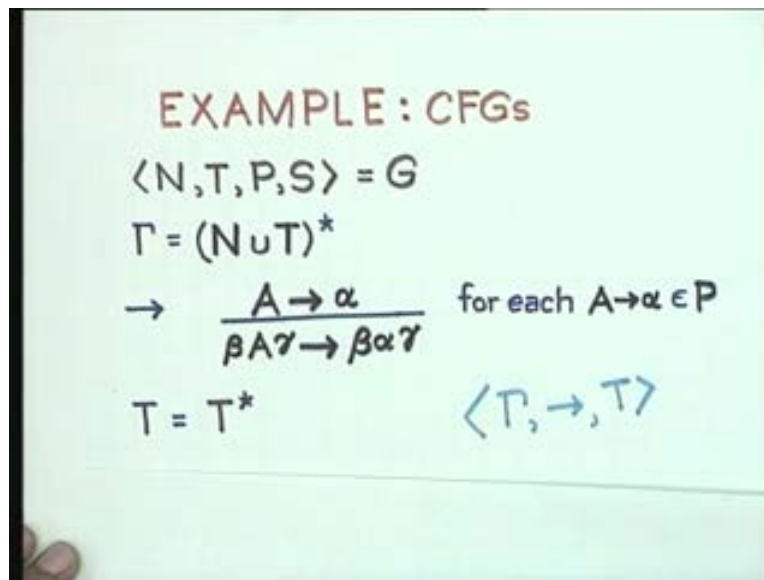 EXAMPLE : CFGs
⟨N,T,P,S⟩ = G
Γ = (N∪T)*
→ A → α for each A→α ∈ P
βAγ → βαγ
T = T* ⟨Γ,→,T⟩